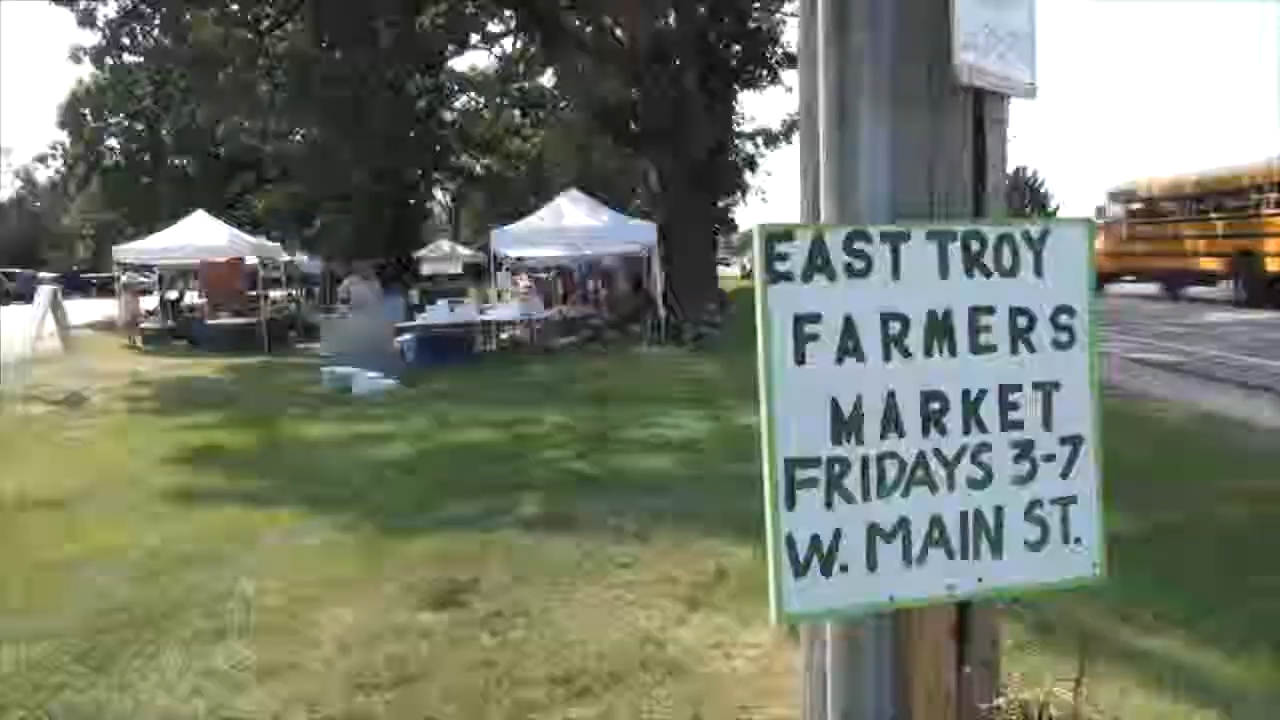 EAST TROY
FARMERS
MARKET
FRIDAYS 3-7
W. MAIN ST.